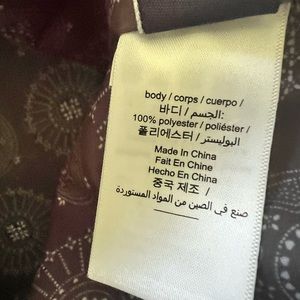 body / corps / cuerpo /
바디 / الجسم:
100% polyester / poliéster /
폴리에스터 / البوليستر
Made In China
Fait En Chine
Hecho En China
중국 제조 /
صنع في الصين من المواد المستوردة